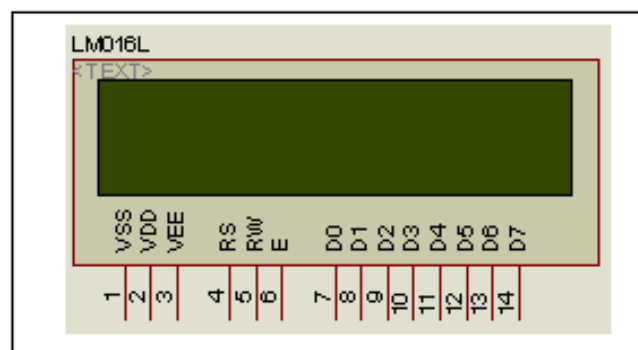 LM016L
<TEXT>
VSS VDD VEE RS RW E D0 D1 D2 D3 D4 D5 D6 D7
1 2 3 4 5 6 7 8 9 10 11 12 13 14